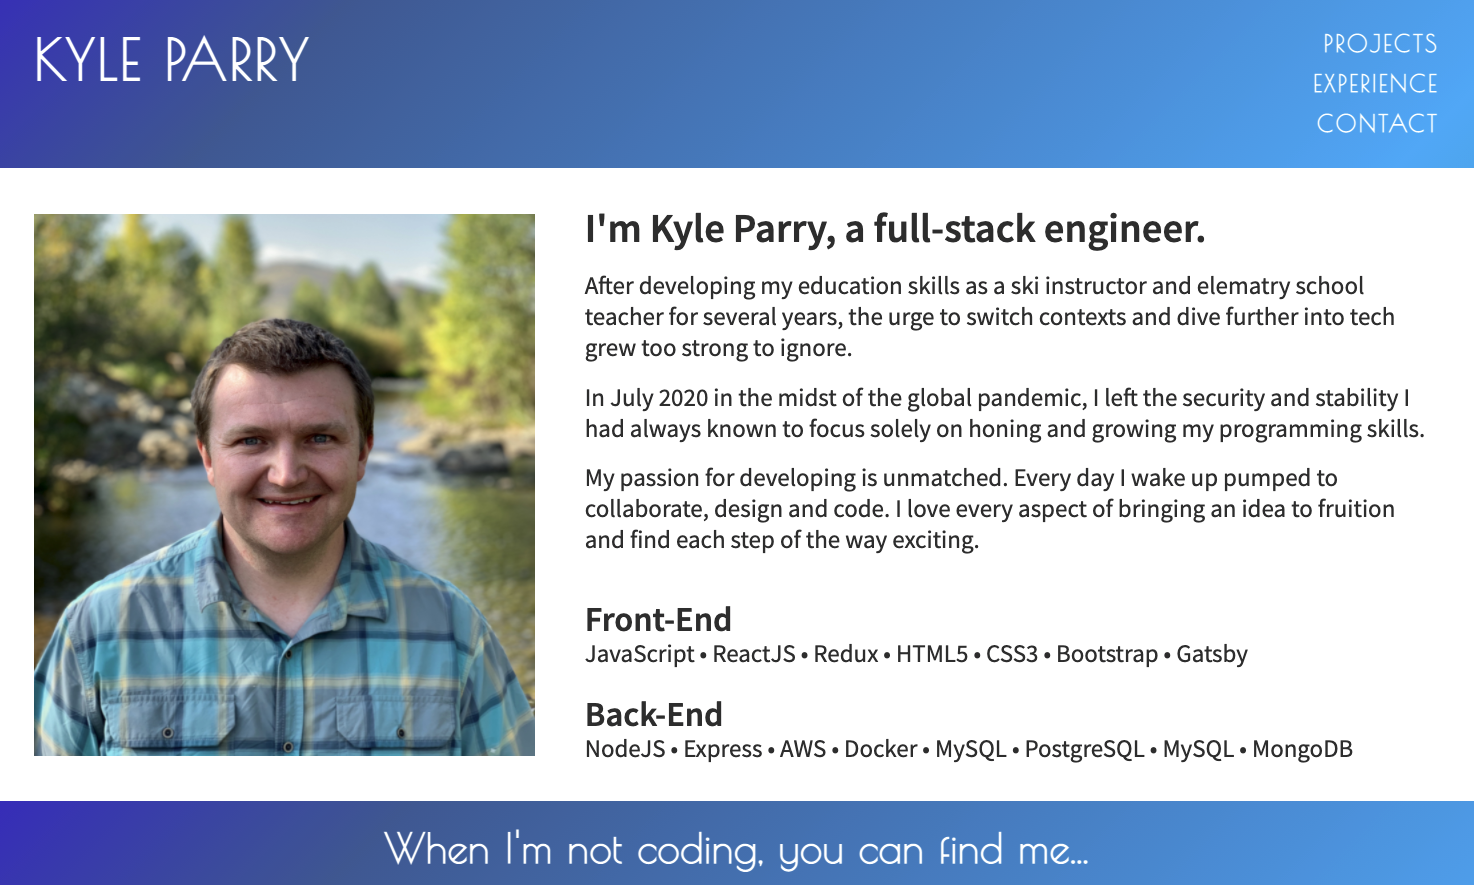 KYLE PARRY
PROJECTS
EXPERIENCE
CONTACT
I'm Kyle Parry, a full-stack engineer.
After developing my education skills as a ski instructor and elematry school
teacher for several years, the urge to switch contexts and dive further into tech
grew too strong to ignore.
In July 2020 in the midst of the global pandemic, I left the security and stability I
had always known to focus solely on honing and growing my programming skills.
My passion for developing is unmatched. Every day I wake up pumped to
collaborate, design and code. I love every aspect of bringing an idea to fruition
and find each step of the way exciting.
Front-End
JavaScript • ReactJS • Redux • HTML5 • CSS3 • Bootstrap • Gatsby
Back-End
NodeJS • Express • AWS • Docker • MySQL • PostgreSQL • MySQL • MongoDB
When I'm not coding, you can find me...